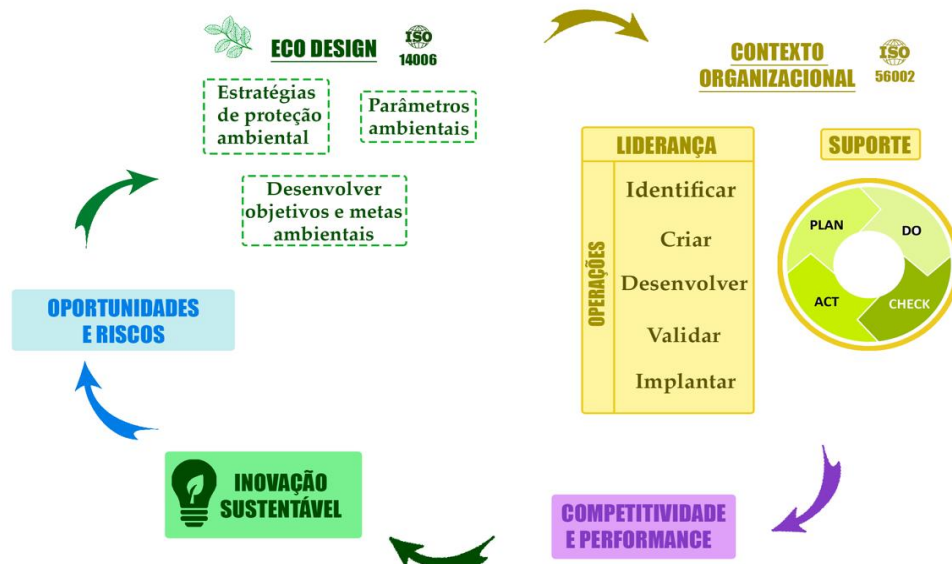 ECO DESIGN
ISO
14006
Estratégias
de proteção
ambiental
Parâmetros
ambientais
Desenvolver
objetivos e metas
ambientais
CONTEXTO
ORGANIZACIONAL
ISO
56002
LIDERANÇA
OPERAÇÕES
Identificar
Criar
Desenvolver
Validar
Implantar
SUPORTE
PLAN
DO
ACT
CHECK
OPORTUNIDADES
E RISCOS
INOVAÇÃO
SUSTENTÁVEL
COMPETITIVIDADE
E PERFORMANCE